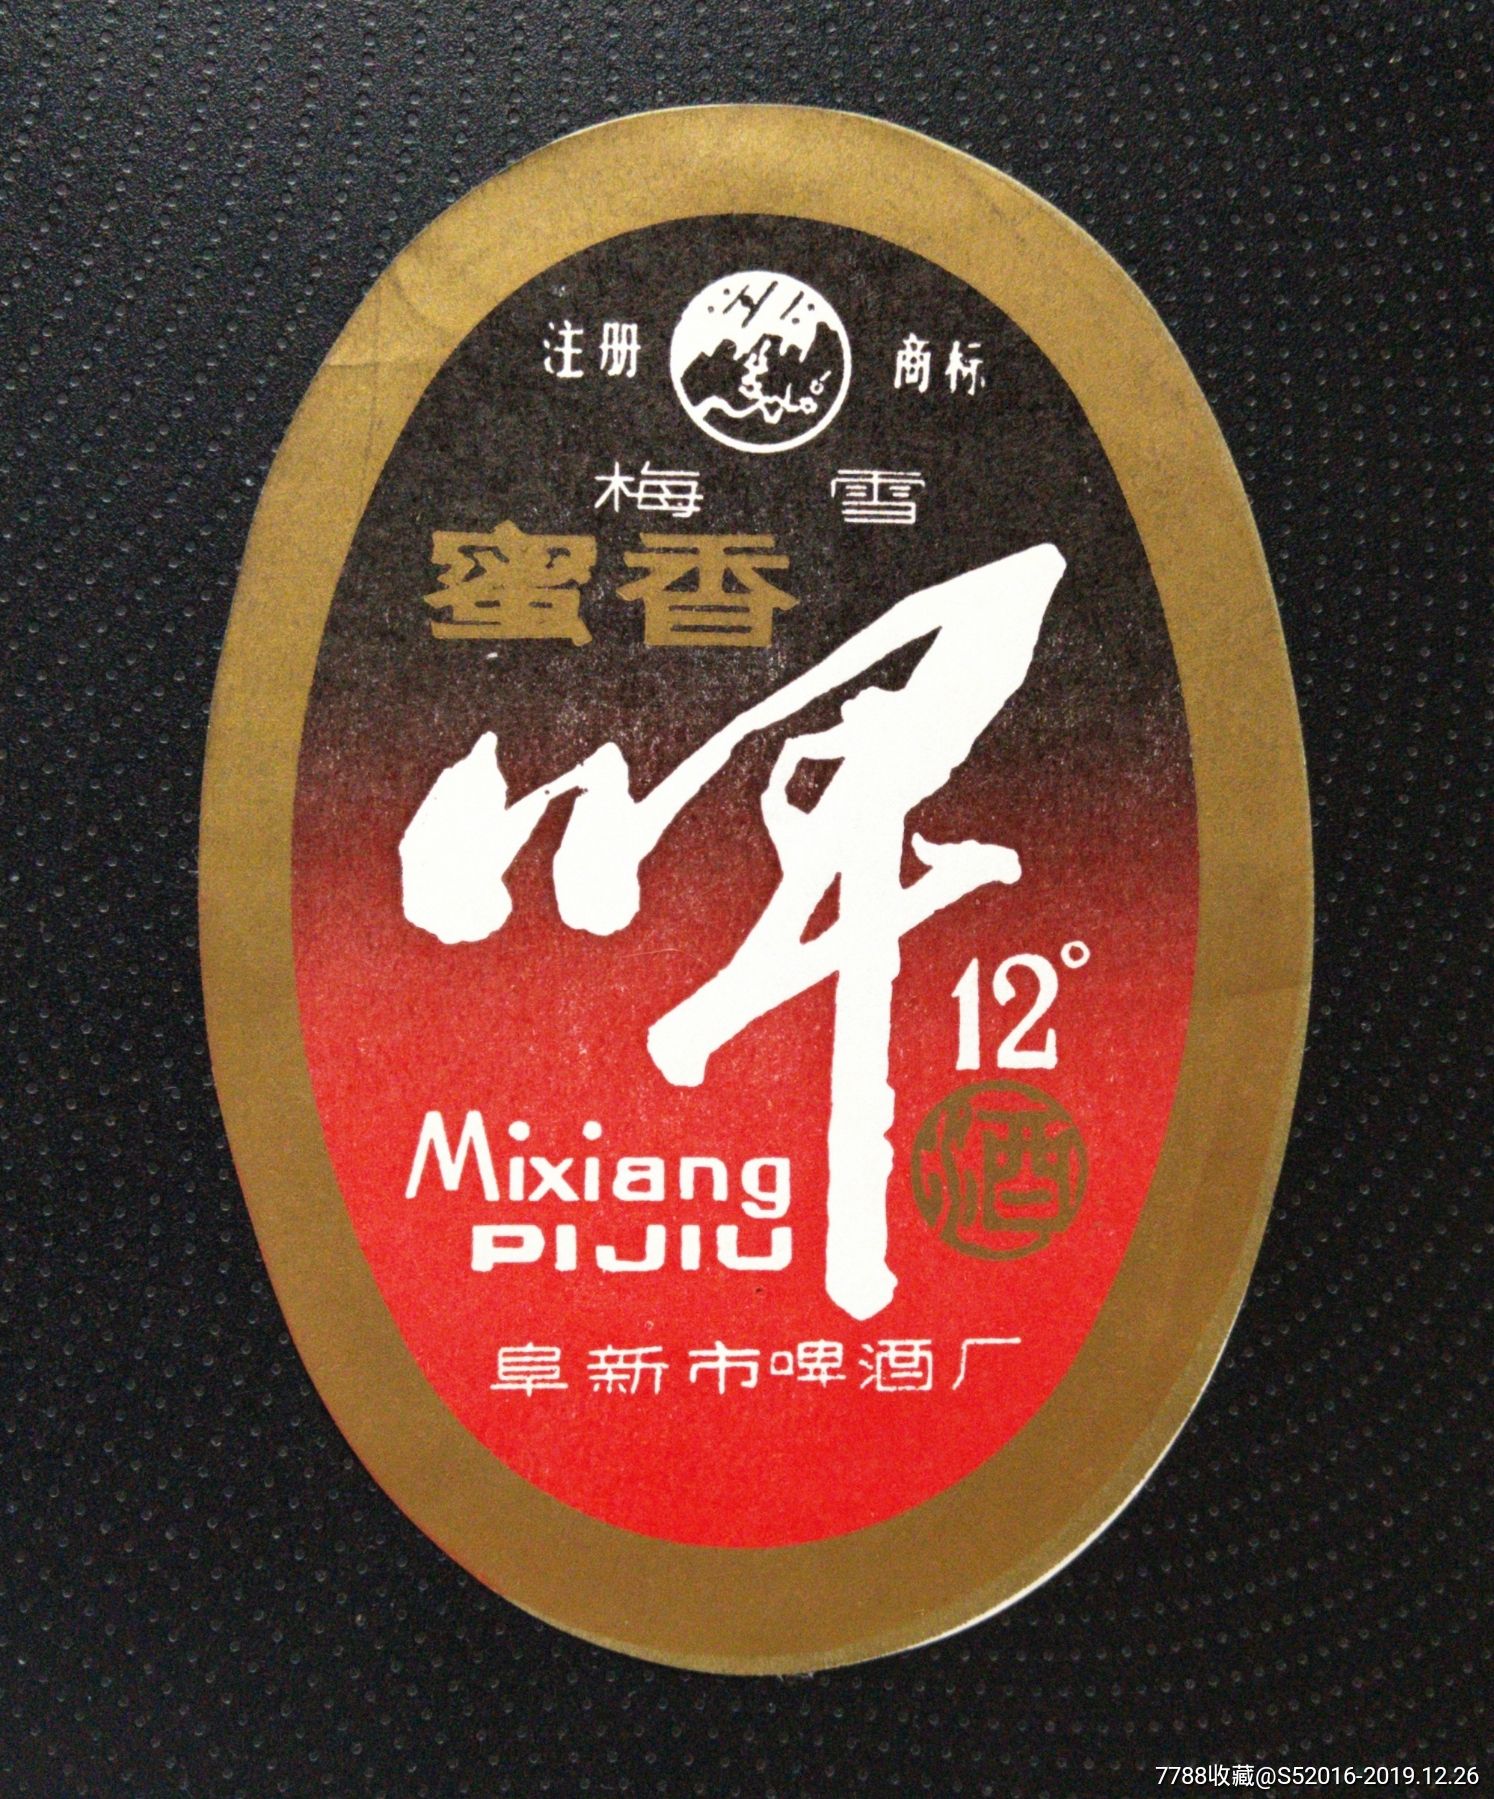 注册 商标
梅 雪
蜜香
啤
12°
酒
Mixiang
PIJIU
阜新市啤酒厂
7788收藏@S52016-2019.12.26